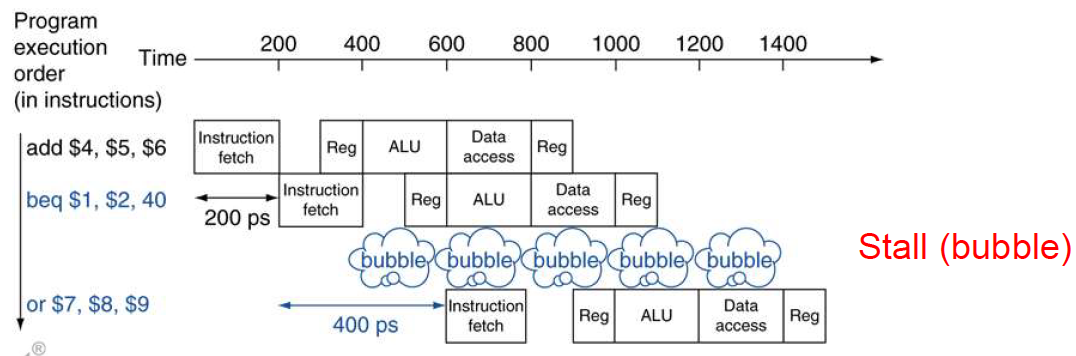 Program
execution
order
(in instructions)
Time
200 400 600 800 1000 1200 1400
add $4, $5, $6
Instruction
fetch
Reg
ALU
Data
access
Reg
beq $1, $2, 40
200 ps
Instruction
fetch
Reg
ALU
Data
access
Reg
bubble bubble bubble bubble bubble
Stall (bubble)
or $7, $8, $9
400 ps
Instruction
fetch
Reg
ALU
Data
access
Reg
®